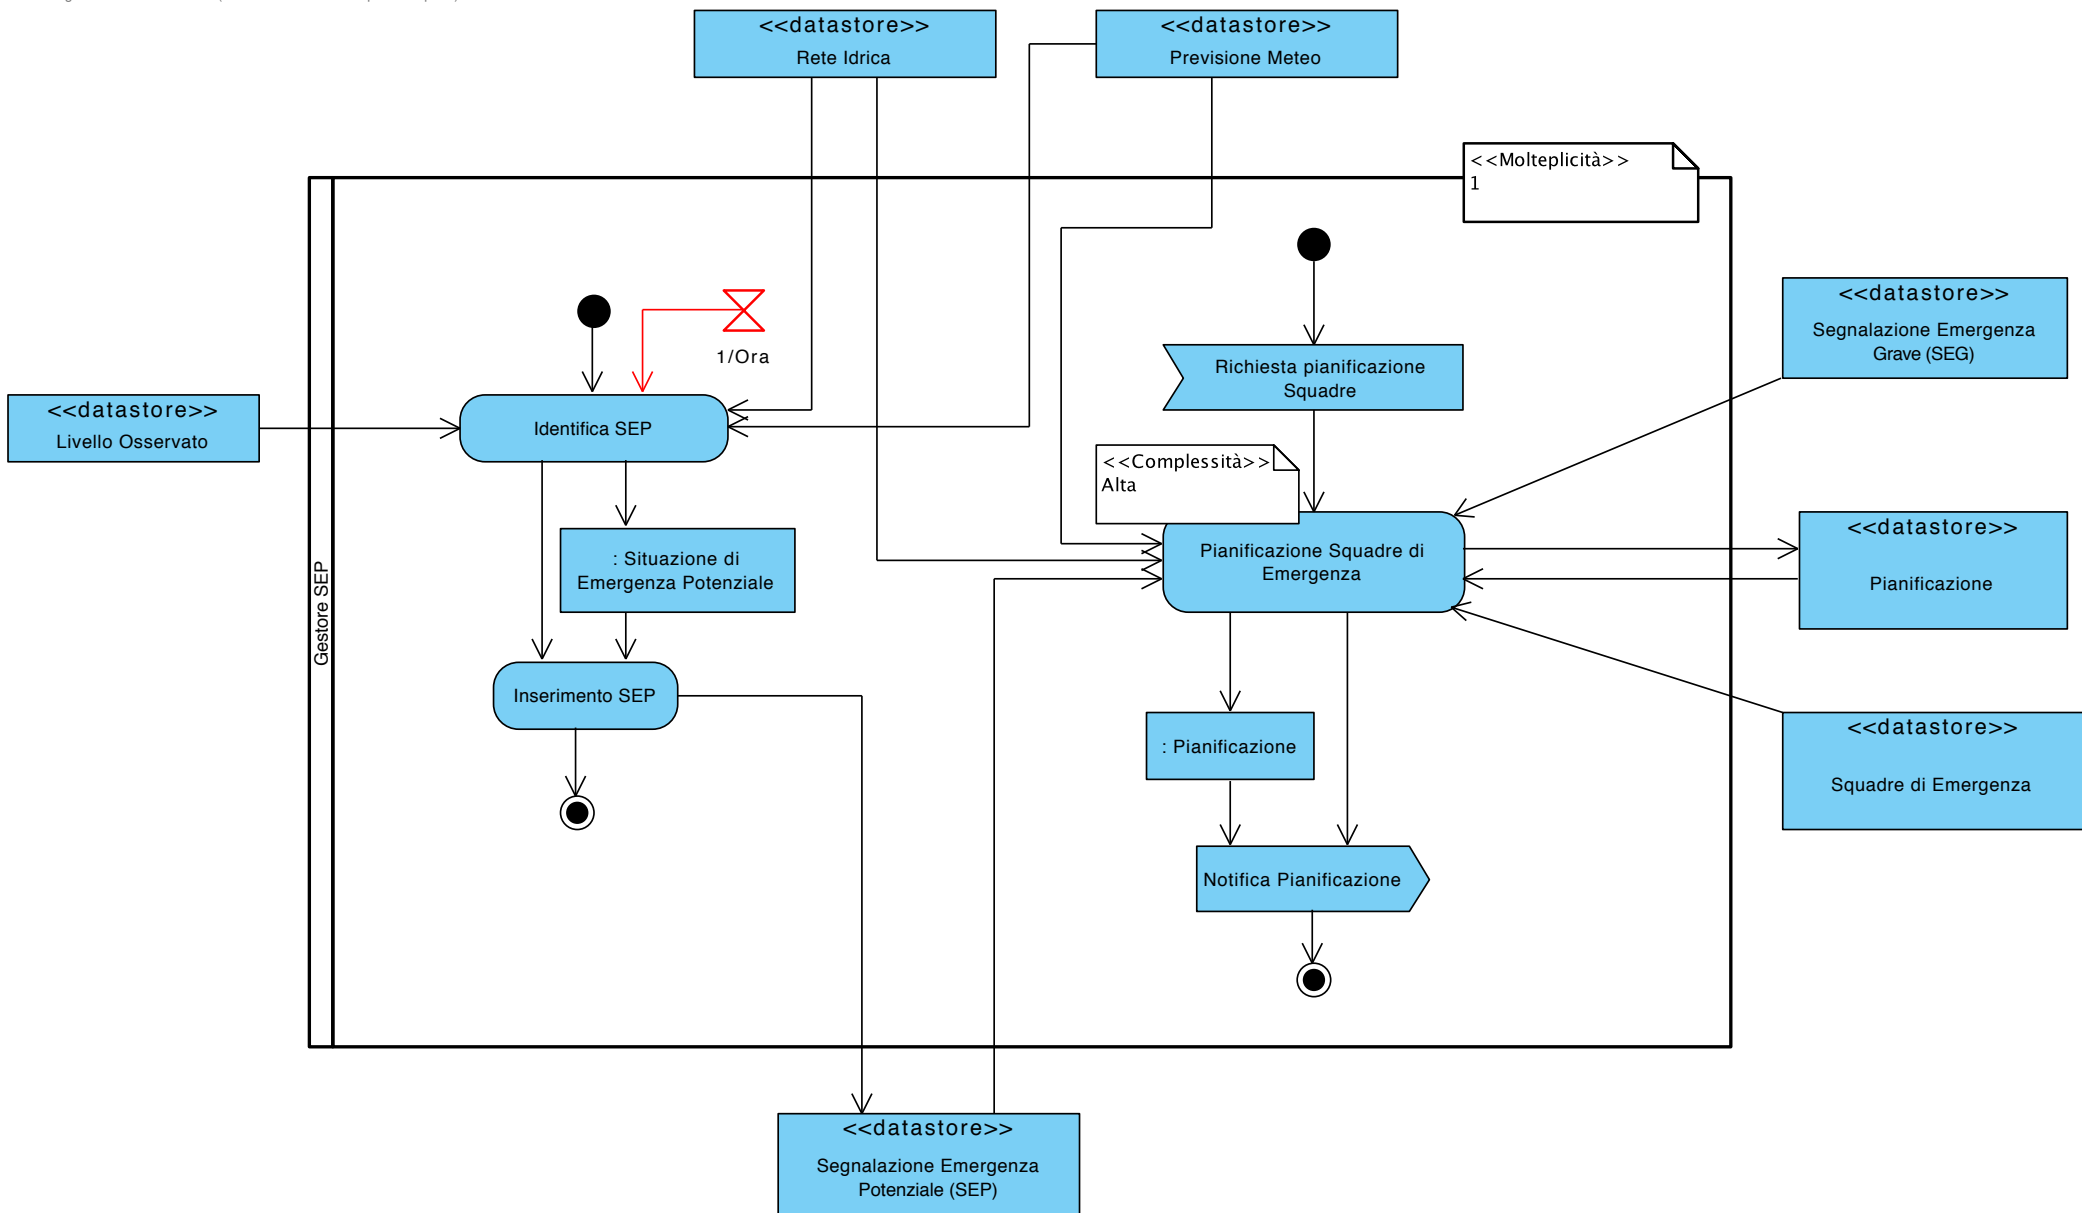 <<datastore>>
Rete Idrica
<<datastore>>
Previsione Meteo
<<Molteplicità>>
1
Gestore SEP
1/Ora
<<datastore>>
Livello Osservato
Identifica SEP
: Situazione di
Emergenza Potenziale
Inserimento SEP
Richiesta pianificazione
Squadre
<<Complessità>>
Alta
Pianificazione Squadre di
Emergenza
: Pianificazione
Notifica Pianificazione
<<datastore>>
Segnalazione Emergenza
Grave (SEG)
<<datastore>>
Pianificazione
<<datastore>>
Squadre di Emergenza
<<datastore>>
Segnalazione Emergenza
Potenziale (SEP)